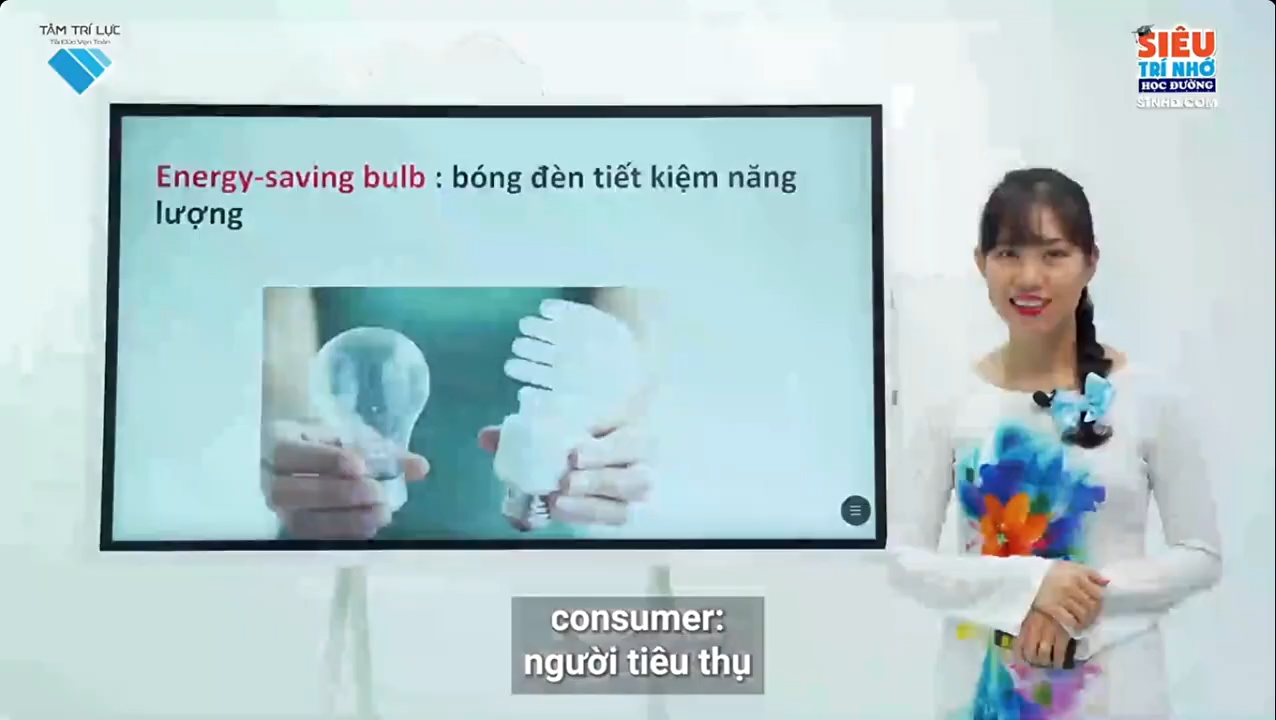 TÂM TRÍ LỰC
SIÊU
TRÍ NHỚ
HỌC ĐƯỜNG
STNHD.COM
Energy-saving bulb : bóng đèn tiết kiệm năng
lượng
consumer:
người tiêu thụ